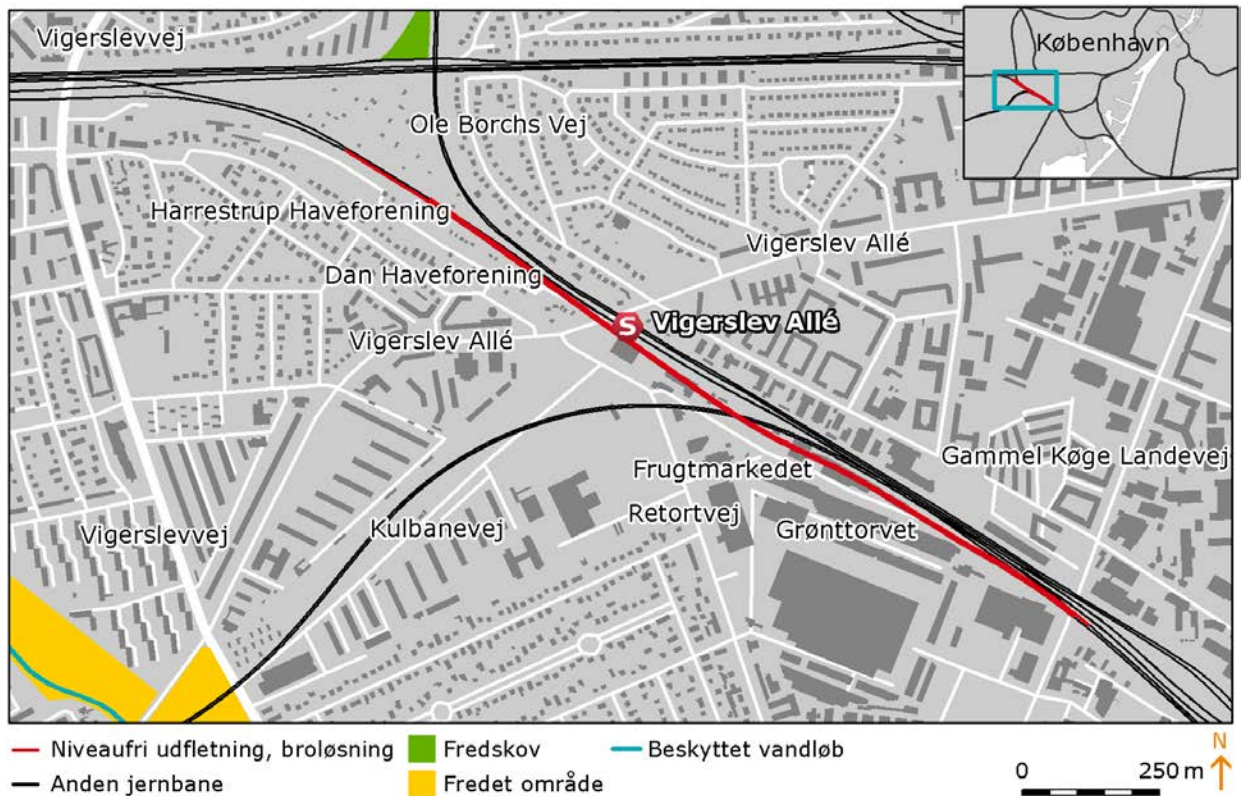 Vigerslevvej
København
Ole Borchs Vej
Harrestrup Haveforening
Vigerslev Allé
Dan Haveforening
S Vigerslev Allé
Vigerslev Allé
Gammel Køge Landevej
Frugtmarkedet
Retortvej
Kulbanevej
Grønttorvet
Vigerslevvej
Niveaufri udfletning, broløsning
Fredskov
Beskyttet vandløb
Anden jernbane
Fredet område
0 250 m
N